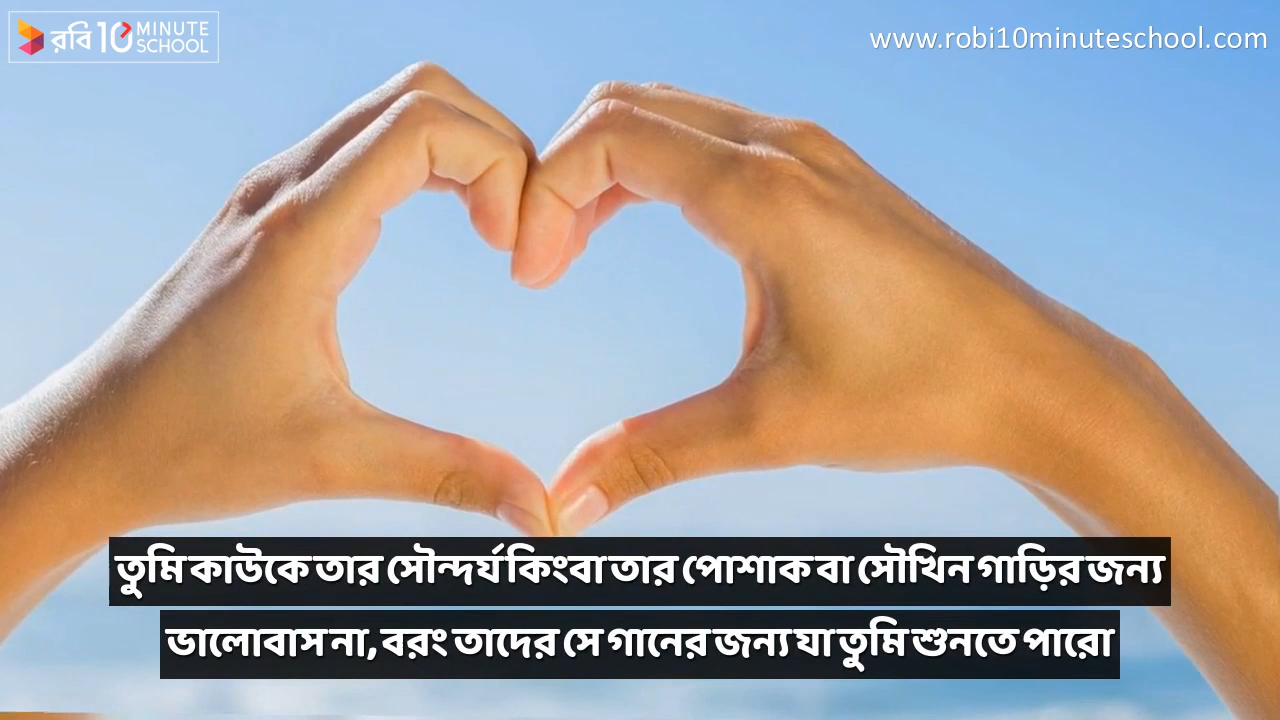 রবি 10 MINUTE SCHOOL
www.robi10minuteschool.com
তুমি কাউকে তার সৌন্দর্য কিংবা তার পোশাক বা সৌখিন গাড়ির জন্য
ভালোবাস না, বরং তাদের সে গানের জন্য যা তুমি শুনতে পারো